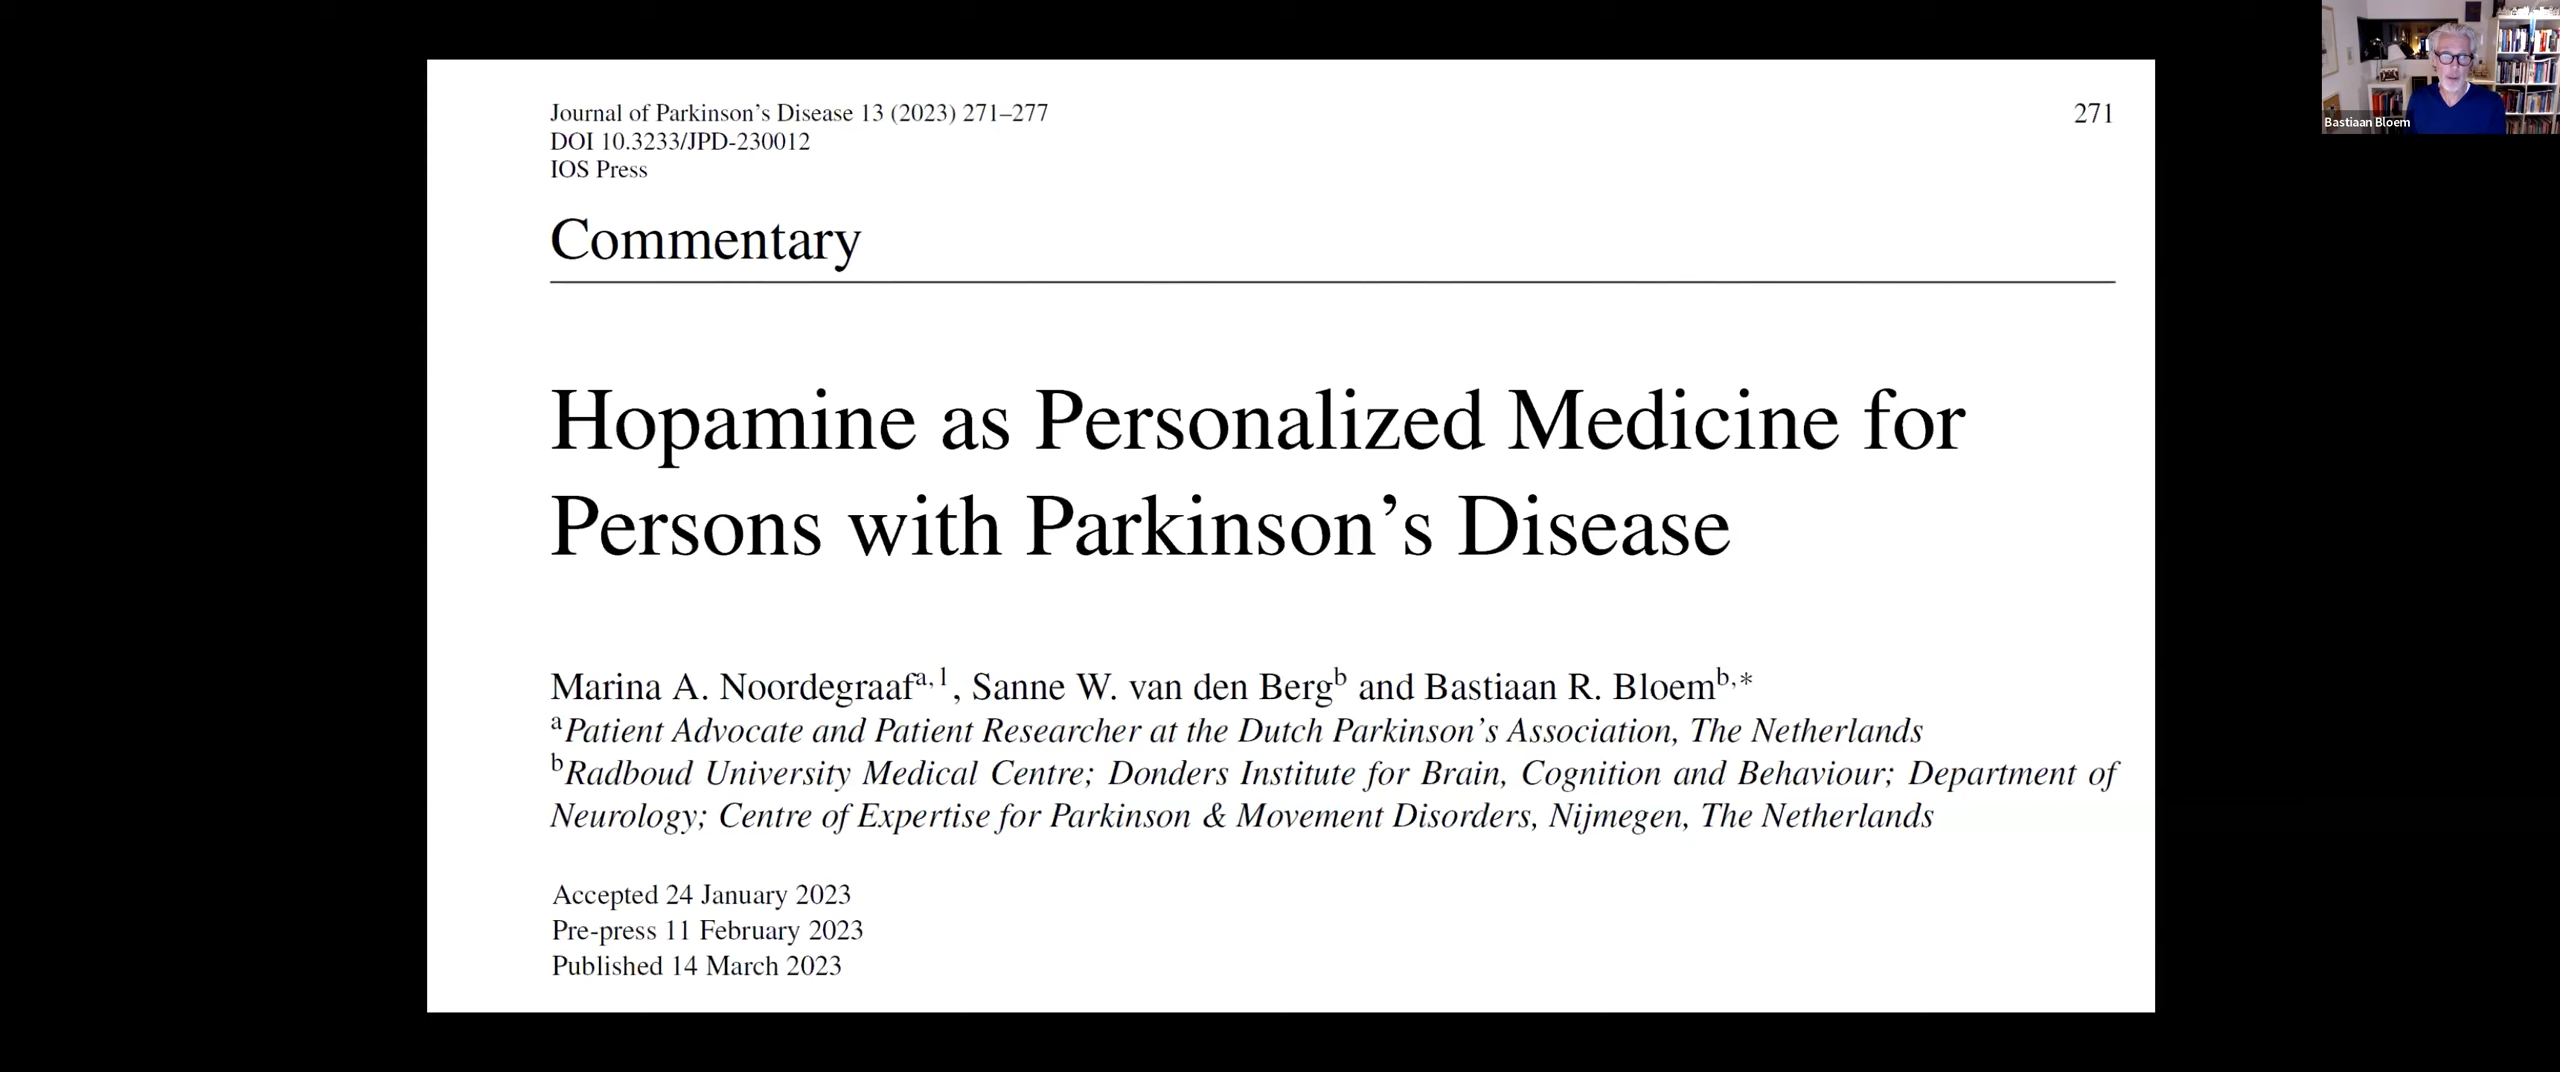 Journal of Parkinson’s Disease 13 (2023) 271–277
271
DOI 10.3233/JPD-230012
IOS Press
Commentary
Hopamine as Personalized Medicine for
Persons with Parkinson’s Disease
Marina A. Noordegraafa,1, Sanne W. van den Bergb and Bastiaan R. Bloemb,*
aPatient Advocate and Patient Researcher at the Dutch Parkinson’s Association, The Netherlands
bRadboud University Medical Centre; Donders Institute for Brain, Cognition and Behaviour; Department of
Neurology; Centre of Expertise for Parkinson & Movement Disorders, Nijmegen, The Netherlands
Accepted 24 January 2023
Pre-press 11 February 2023
Published 14 March 2023
Bastiaan Bloem